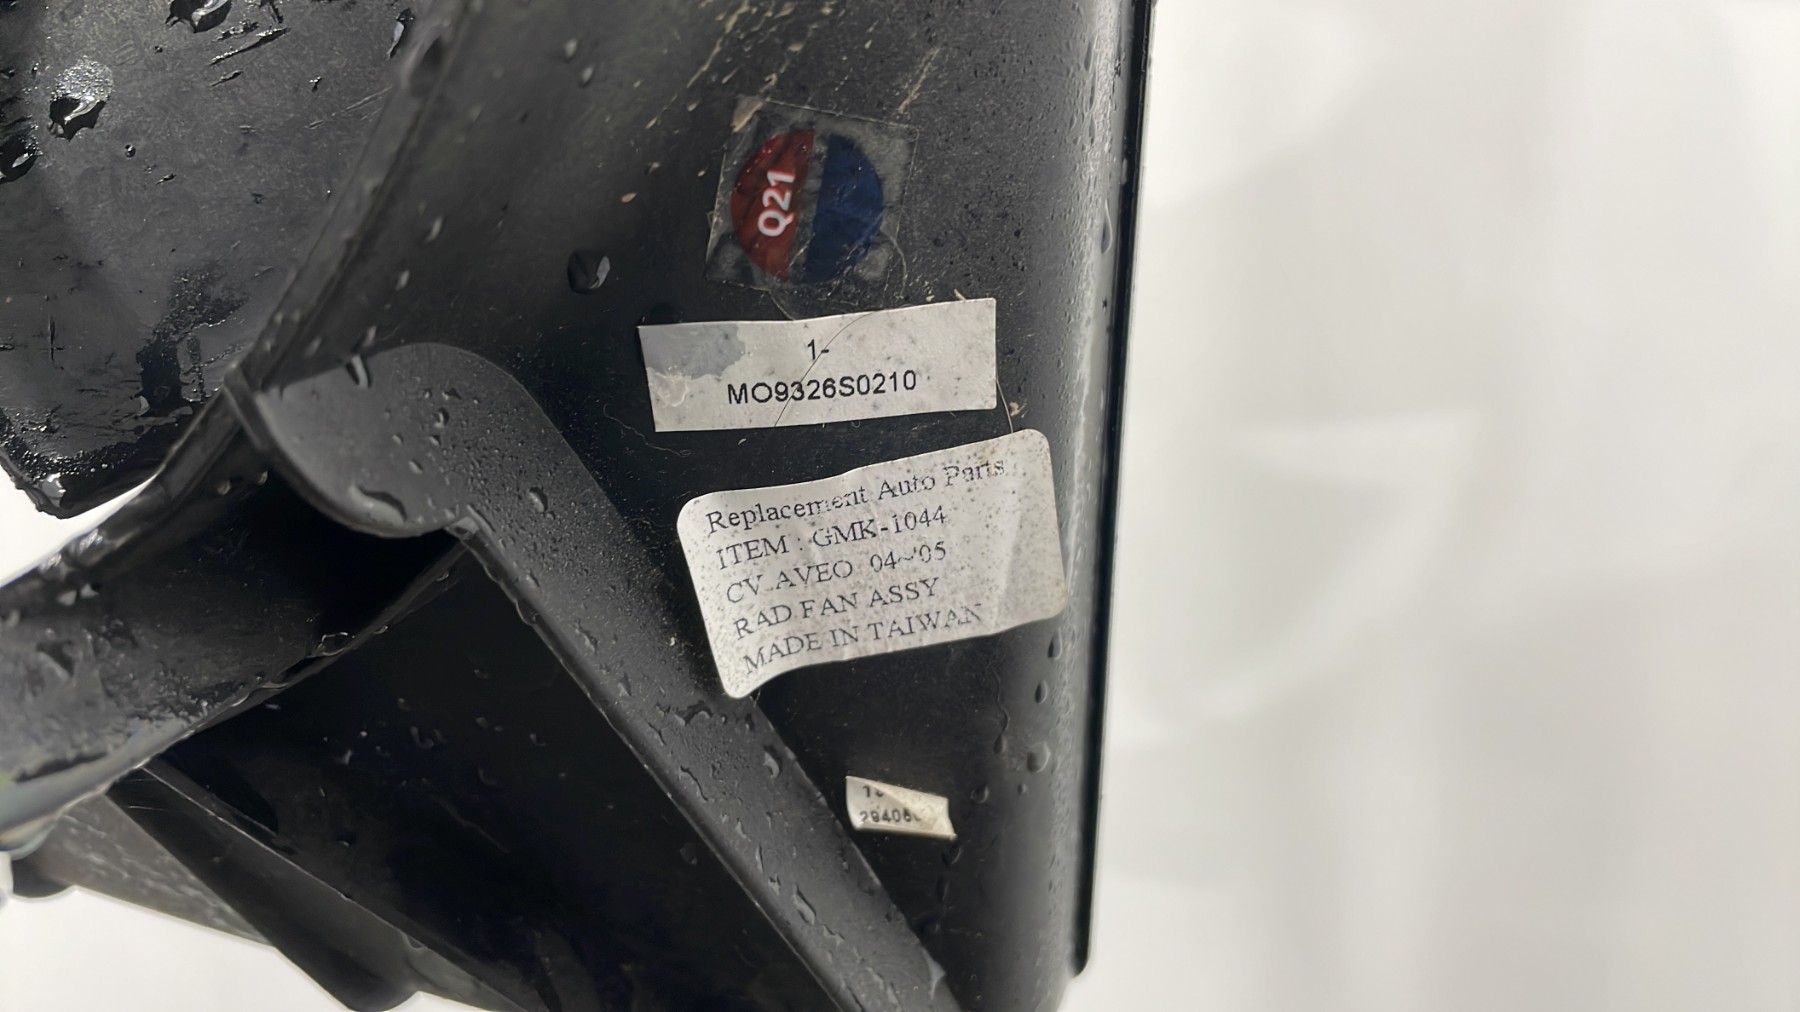 Q21
1-
MO9326S0210
Replacement Auto Parts
ITEM : GMK-1044
CV AVEO 04~'05
RAD FAN ASSY
MADE IN TAIWAN